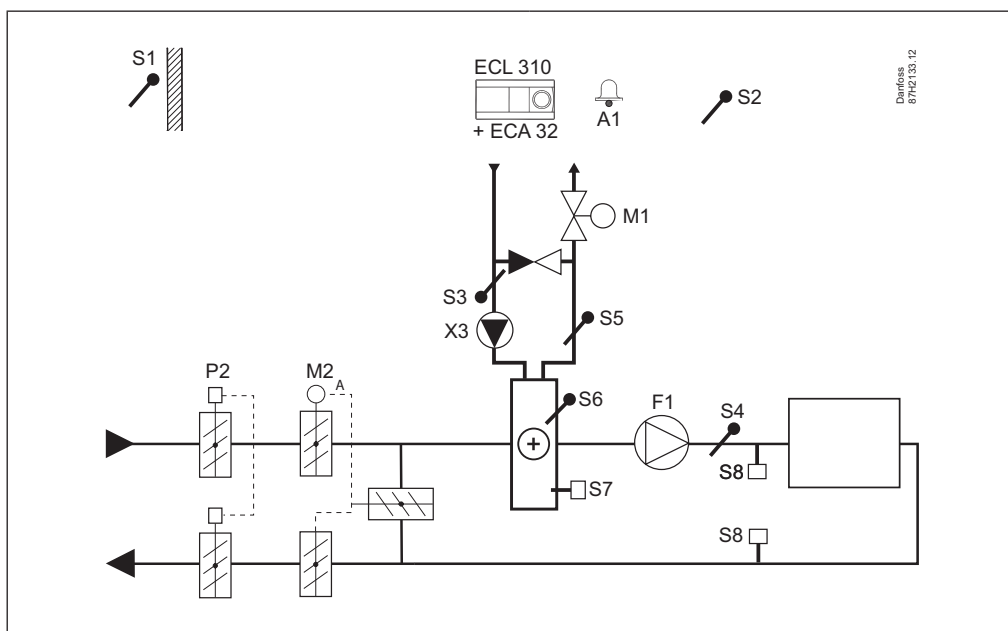 S1
ECL 310
+ ECA 32
A1
S2
Danfoss
87H2133.12
M1
S3
X3
S5
P2
M2
A
S6
F1
S4
S8
S7
S8